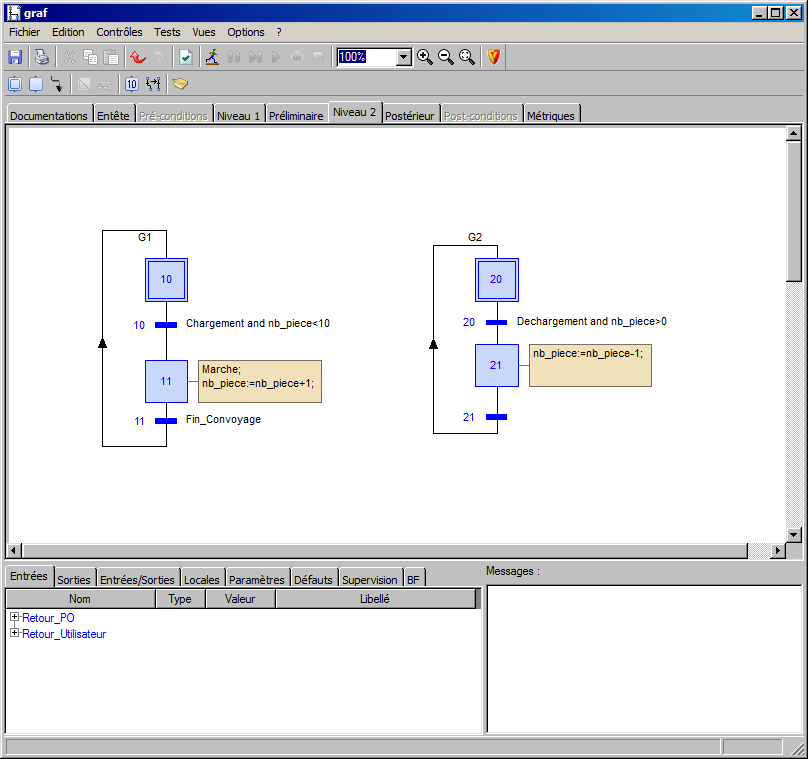 graf
Fichier Edition Contrôles Tests Vues Options ?
100%
10
Documentations Entête Pré-conditions Niveau 1 Préliminaire Niveau 2 Postérieur Post-conditions Métriques
G1
10
10 Chargement and nb_piece<10
11
Marche;
nb_piece:=nb_piece+1;
11 Fin_Convoyage
G2
20
20 Dechargement and nb_piece>0
21
nb_piece:=nb_piece-1;
21
Entrées Sorties Entrées/Sorties Locales Paramètres Défauts Supervision BF
Nom Type Valeur Libellé
Retour_PO
Retour_Utilisateur
Messages :